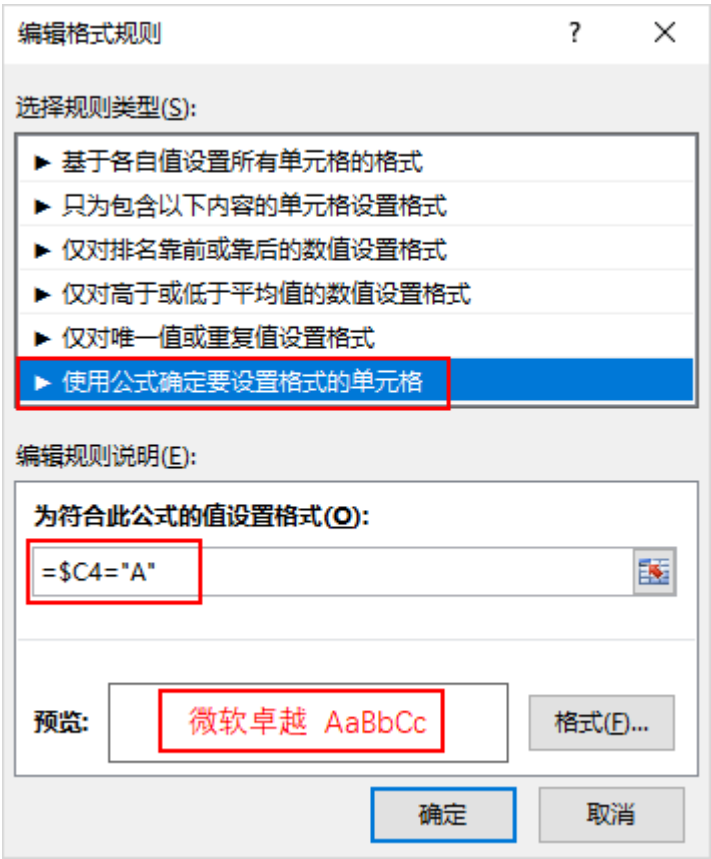 编辑格式规则 ? ×
选择规则类型(S):
► 基于各自值设置所有单元格的格式
► 只为包含以下内容的单元格设置格式
► 仅对排名靠前或靠后的数值设置格式
► 仅对高于或低于平均值的数值设置格式
► 仅对唯一值或重复值设置格式
► 使用公式确定要设置格式的单元格
编辑规则说明(E):
为符合此公式的值设置格式(O):
=$C4="A"
预览: 微软卓越 AaBbCc 格式(F)...
确定 取消